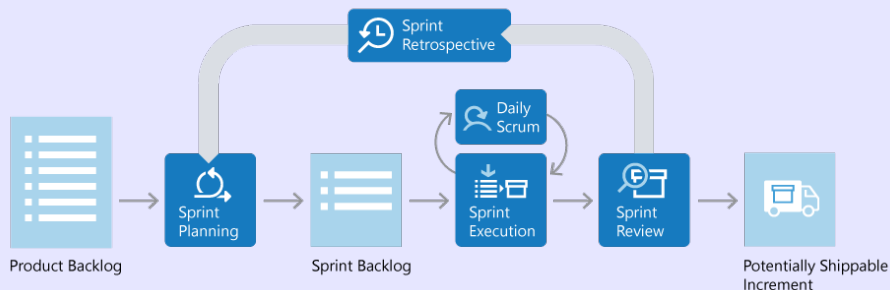 Sprint
Retrospective
Daily
Scrum
Sprint
Planning
Sprint
Execution
Sprint
Review
Product Backlog
Sprint Backlog
Potentially Shippable
Increment